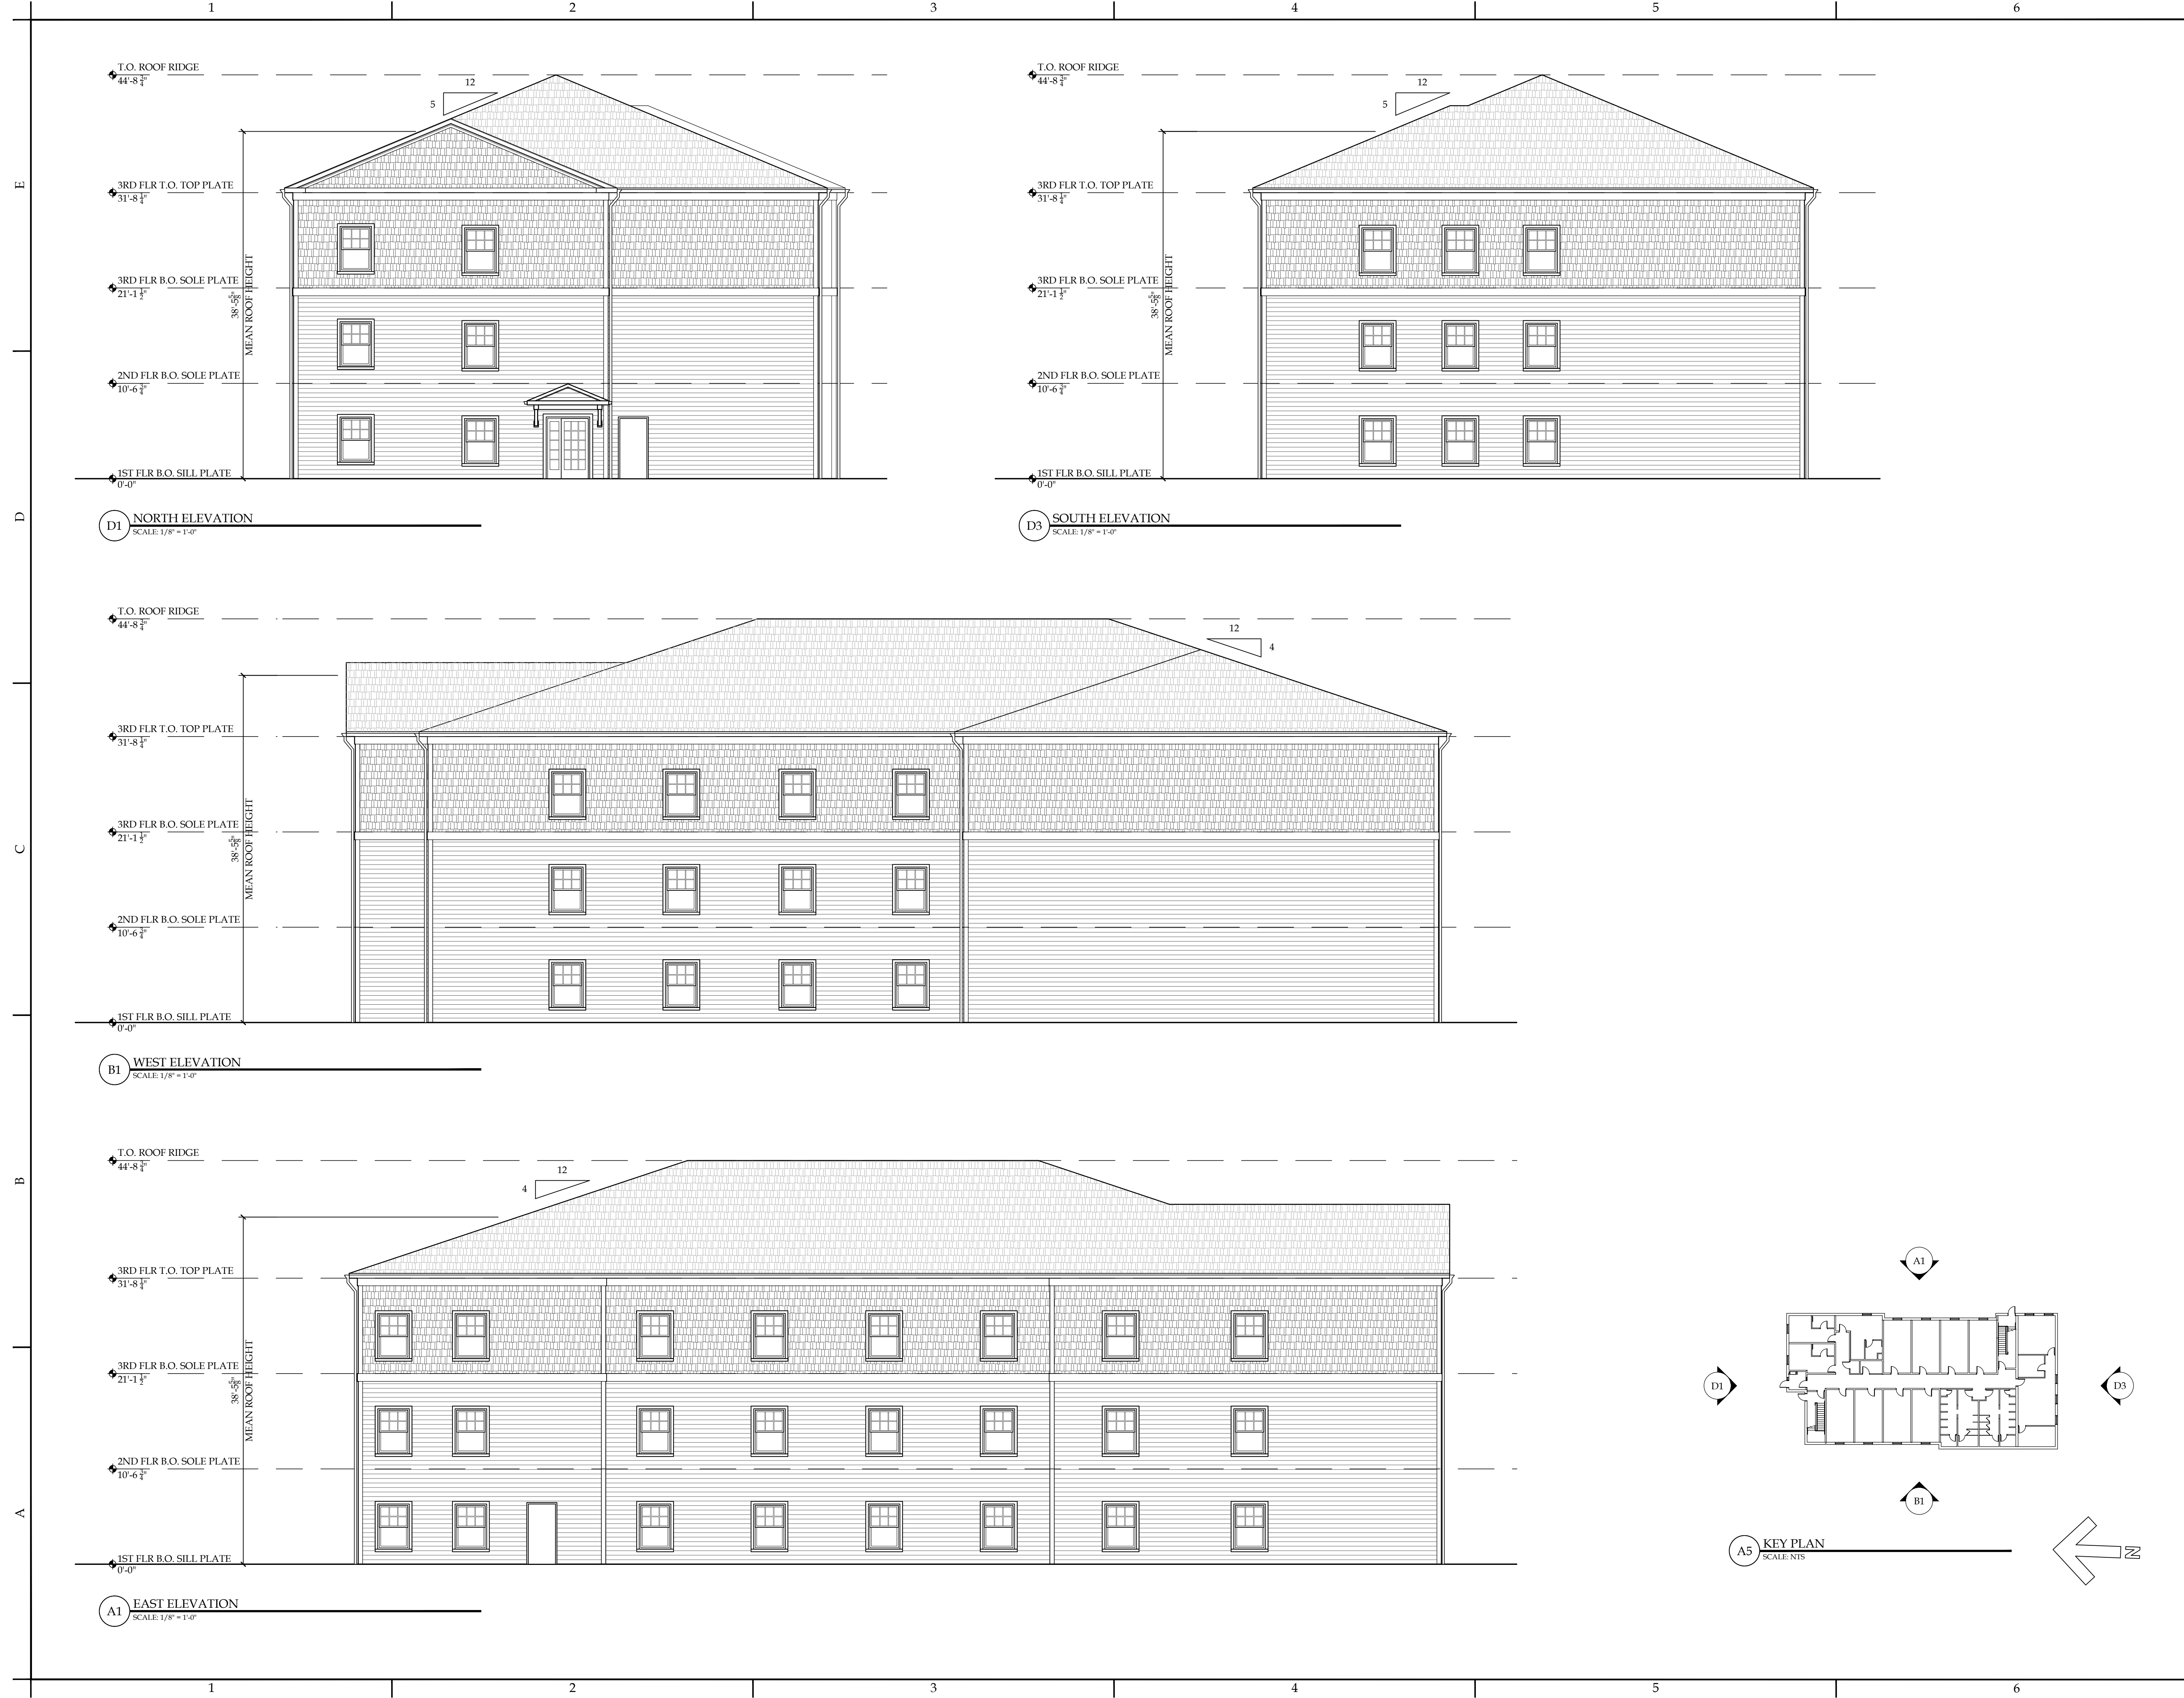 1 2 3 4 5 6
E
D
C
B
A
T.O. ROOF RIDGE
44'-8 3/4"
12
5
3RD FLR T.O. TOP PLATE
31'-8 1/4"
3RD FLR B.O. SOLE PLATE
21'-1 1/2"
38'-5 5/8"
MEAN ROOF HEIGHT
2ND FLR B.O. SOLE PLATE
10'-6 3/4"
1ST FLR B.O. SILL PLATE
0'-0"
D1 NORTH ELEVATION
SCALE: 1/8" = 1'-0"
T.O. ROOF RIDGE
44'-8 3/4"
12
5
3RD FLR T.O. TOP PLATE
31'-8 1/4"
3RD FLR B.O. SOLE PLATE
21'-1 1/2"
38'-5 5/8"
MEAN ROOF HEIGHT
2ND FLR B.O. SOLE PLATE
10'-6 3/4"
1ST FLR B.O. SILL PLATE
0'-0"
D3 SOUTH ELEVATION
SCALE: 1/8" = 1'-0"
T.O. ROOF RIDGE
44'-8 3/4"
12
4
3RD FLR T.O. TOP PLATE
31'-8 1/4"
3RD FLR B.O. SOLE PLATE
21'-1 1/2"
38'-5 5/8"
MEAN ROOF HEIGHT
2ND FLR B.O. SOLE PLATE
10'-6 3/4"
1ST FLR B.O. SILL PLATE
0'-0"
B1 WEST ELEVATION
SCALE: 1/8" = 1'-0"
T.O. ROOF RIDGE
44'-8 3/4"
12
4
3RD FLR T.O. TOP PLATE
31'-8 1/4"
3RD FLR B.O. SOLE PLATE
21'-1 1/2"
38'-5 5/8"
MEAN ROOF HEIGHT
2ND FLR B.O. SOLE PLATE
10'-6 3/4"
1ST FLR B.O. SILL PLATE
0'-0"
A1 EAST ELEVATION
SCALE: 1/8" = 1'-0"
A1
D1
D3
B1
A5 KEY PLAN
SCALE: NTS
N
1 2 3 4 5 6